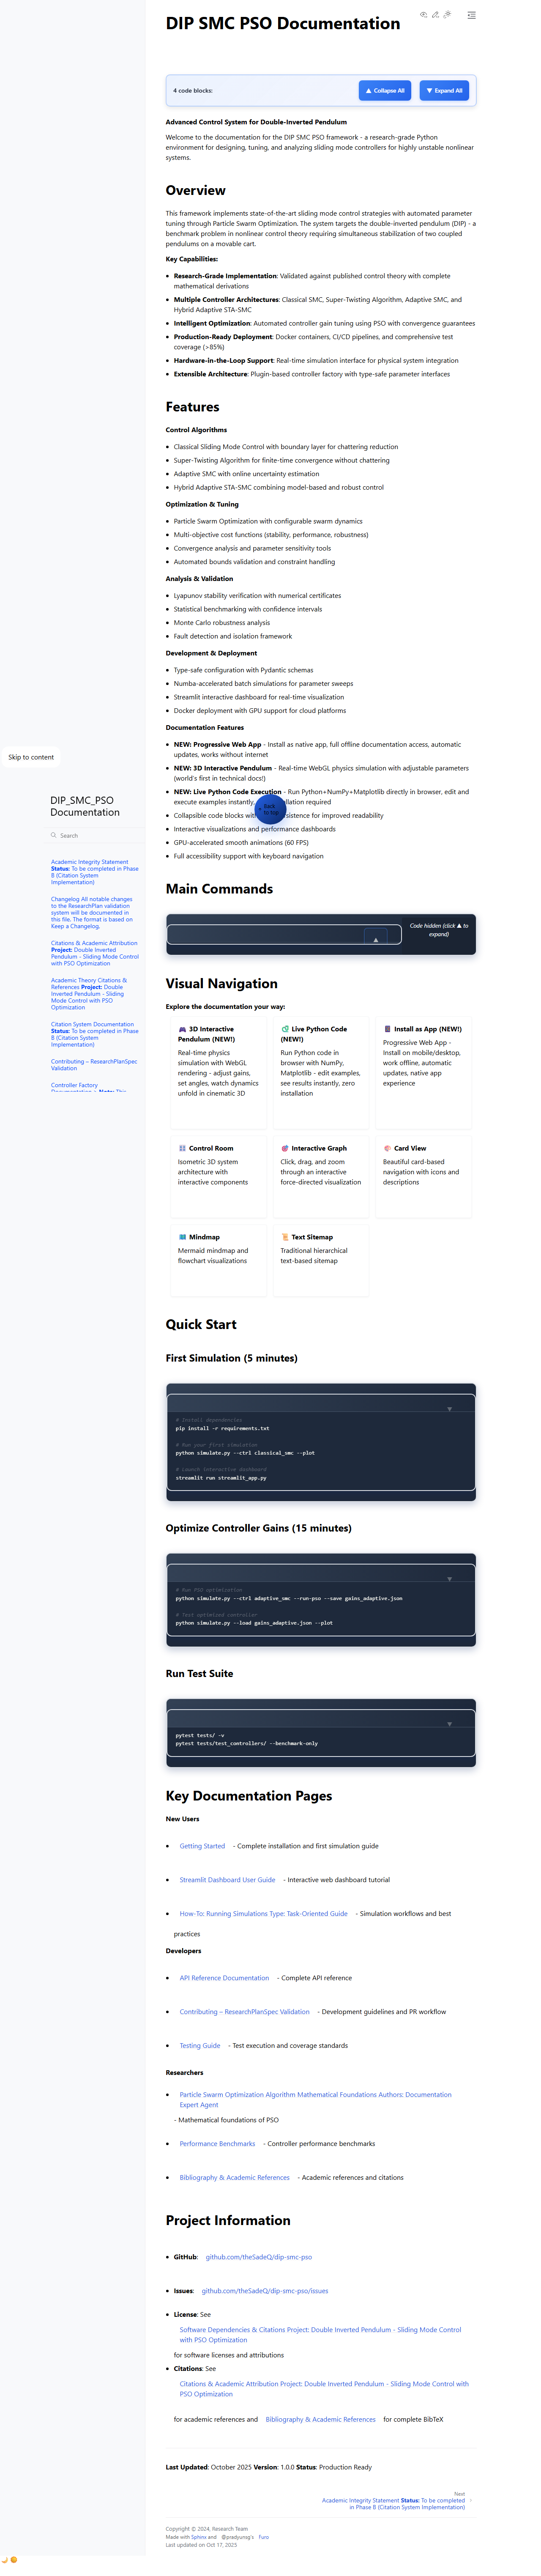 DIP SMC PSO Documentation
4 code blocks:
▲ Collapse All
▼ Expand All
Advanced Control System for Double-Inverted Pendulum
Welcome to the documentation for the DIP SMC PSO framework - a research-grade Python
environment for designing, tuning, and analyzing sliding mode controllers for highly unstable nonlinear
systems.
Overview
This framework implements state-of-the-art sliding mode control strategies with automated parameter
tuning through Particle Swarm Optimization. The system targets the double-inverted pendulum (DIP) - a
benchmark problem in nonlinear control theory requiring simultaneous stabilization of two coupled
pendulums on a movable cart.
Key Capabilities:
• Research-Grade Implementation: Validated against published control theory with complete
mathematical derivations
• Multiple Controller Architectures: Classical SMC, Super-Twisting Algorithm, Adaptive SMC, and
Hybrid Adaptive STA-SMC
• Intelligent Optimization: Automated controller gain tuning using PSO with convergence guarantees
• Production-Ready Deployment: Docker containers, CI/CD pipelines, and comprehensive test
coverage (>85%)
• Hardware-in-the-Loop Support: Real-time simulation interface for physical system integration
• Extensible Architecture: Plugin-based controller factory with type-safe parameter interfaces
Features
Control Algorithms
• Classical Sliding Mode Control with boundary layer for chattering reduction
• Super-Twisting Algorithm for finite-time convergence without chattering
• Adaptive SMC with online uncertainty estimation
• Hybrid Adaptive STA-SMC combining model-based and robust control
Optimization & Tuning
• Particle Swarm Optimization with configurable swarm dynamics
• Multi-objective cost functions (stability, performance, robustness)
• Convergence analysis and parameter sensitivity tools
• Automated bounds validation and constraint handling
Analysis & Validation
• Lyapunov stability verification with numerical certificates
• Statistical benchmarking with confidence intervals
• Monte Carlo robustness analysis
• Fault detection and isolation framework
Development & Deployment
• Type-safe configuration with Pydantic schemas
• Numba-accelerated batch simulations for parameter sweeps
• Streamlit interactive dashboard for real-time visualization
• Docker deployment with GPU support for cloud platforms
Documentation Features
• NEW: Progressive Web App - Install as native app, full offline documentation access, automatic
updates, works without internet
• NEW: 3D Interactive Pendulum - Real-time WebGL physics simulation with adjustable parameters
(world's first in technical docs!)
• NEW: Live Python Code Execution - Run Python+NumPy+Matplotlib directly in browser, edit and
execute examples instantly, required
• Collapsible code blocks for improved readability
• Interactive visualizations and performance dashboards
• GPU-accelerated smooth animations (60 FPS)
• Full accessibility support with keyboard navigation
Back
to top
Skip to content
DIP_SMC_PSO
Documentation
Search
Academic Integrity Statement
Status: To be completed in Phase
8 (Citation System
Implementation)
Changelog All notable changes
to the ResearchPlan validation
system will be documented in
this file. The format is based on
Keep a Changelog,
Citations & Academic Attribution
Project: Double Inverted
Pendulum - Sliding Mode Control
with PSO Optimization
Academic Theory Citations &
References Project: Double
Inverted Pendulum - Sliding
Mode Control with PSO
Optimization
Citation System Documentation
Status: To be completed in Phase
8 (Citation System
Implementation)
Contributing – ResearchPlanSpec
Validation
Controller Factory
Main Commands
Code hidden (click ▲ to
expand)
▲
Visual Navigation
Explore the documentation your way:
3D Interactive
Pendulum (NEW!)
Real-time physics
simulation with WebGL
rendering - adjust gains,
set angles, watch dynamics
unfold in cinematic 3D
Live Python Code
(NEW!)
Run Python code in
browser with NumPy,
Matplotlib - edit examples,
see results instantly, zero
installation
Install as App (NEW!)
Progressive Web App -
Install on mobile/desktop,
work offline, automatic
updates, native app
experience
Control Room
Isometric 3D system
architecture with
interactive components
Interactive Graph
Click, drag, and zoom
through an interactive
force-directed visualization
Card View
Beautiful card-based
navigation with icons and
descriptions
Mindmap
Mermaid mindmap and
flowchart visualizations
Text Sitemap
Traditional hierarchical
text-based sitemap
Quick Start
First Simulation (5 minutes)
▼
# Install dependencies
pip install -r requirements.txt
# Run your first simulation
python simulate.py --ctrl classical_smc --plot
# Launch interactive dashboard
streamlit run streamlit_app.py
Optimize Controller Gains (15 minutes)
▼
# Run PSO optimization
python simulate.py --ctrl adaptive_smc --run-pso --save gains_adaptive.json
# Test optimized controller
python simulate.py --load gains_adaptive.json --plot
Run Test Suite
▼
pytest tests/ -v
pytest tests/test_controllers/ --benchmark-only
Key Documentation Pages
New Users
• Getting Started - Complete installation and first simulation guide
• Streamlit Dashboard User Guide - Interactive web dashboard tutorial
• How-To: Running Simulations Type: Task-Oriented Guide - Simulation workflows and best
practices
Developers
• API Reference Documentation - Complete API reference
• Contributing – ResearchPlanSpec Validation - Development guidelines and PR workflow
• Testing Guide - Test execution and coverage standards
Researchers
• Particle Swarm Optimization Algorithm Mathematical Foundations Authors: Documentation
Expert Agent
- Mathematical foundations of PSO
• Performance Benchmarks - Controller performance benchmarks
• Bibliography & Academic References - Academic references and citations
Project Information
• GitHub: github.com/theSadeQ/dip-smc-pso
• Issues: github.com/theSadeQ/dip-smc-pso/issues
• License: See
Software Dependencies & Citations Project: Double Inverted Pendulum - Sliding Mode Control
with PSO Optimization
for software licenses and attributions
• Citations: See
Citations & Academic Attribution Project: Double Inverted Pendulum - Sliding Mode Control with
PSO Optimization
for academic references and Bibliography & Academic References for complete BibTeX
Last Updated: October 2025 Version: 1.0.0 Status: Production Ready
Next
Academic Integrity Statement Status: To be completed
in Phase 8 (Citation System Implementation)
Copyright © 2024, Research Team
Made with Sphinx and @pradyunsg's Furo
Last updated on Oct 17, 2025